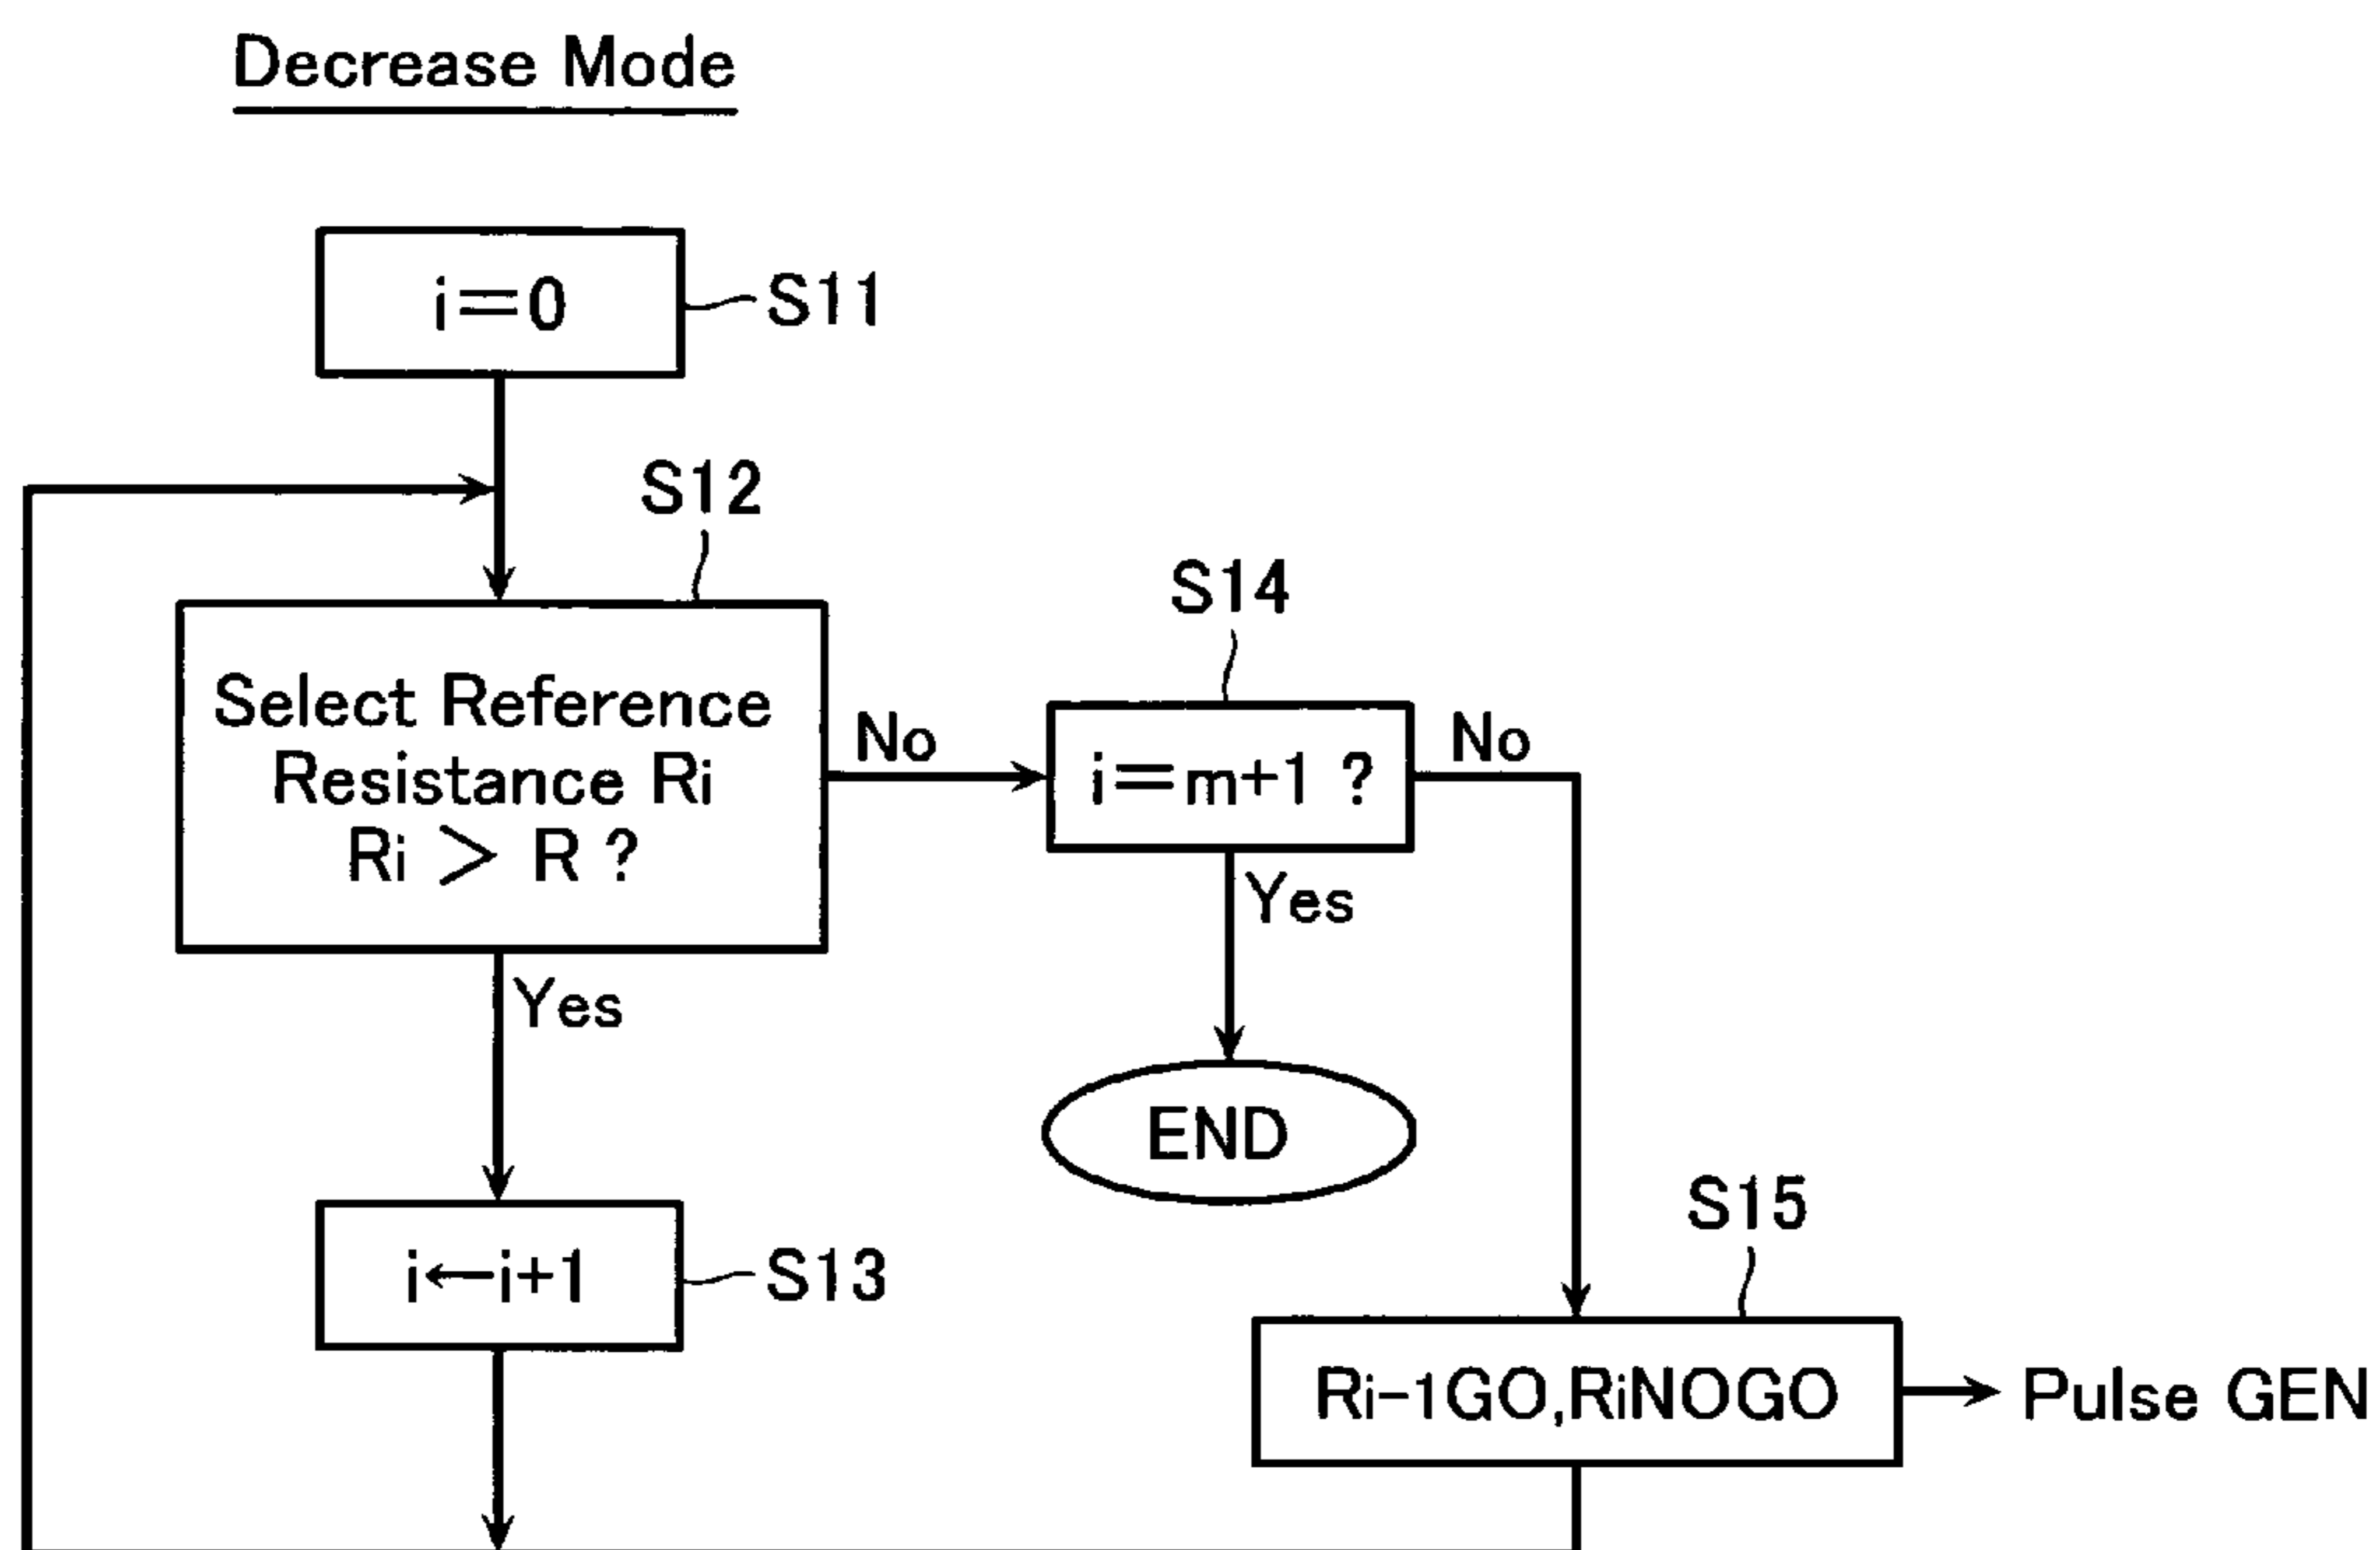 Decrease Mode
i=0
S11
S12
Select Reference
Resistance Ri
Ri > R ?
No
S14
i=m+1 ?
No
Yes
END
Yes
i←i+1
S13
S15
Ri-1GO,RiNOGO
Pulse GEN